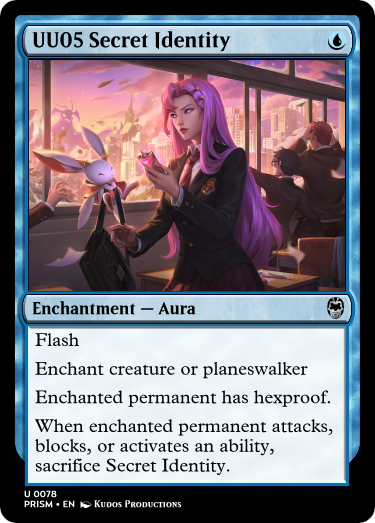 UU05 Secret Identity
Enchantment — Aura
Flash
Enchant creature or planeswalker
Enchanted permanent has hexproof.
When enchanted permanent attacks,
blocks, or activates an ability,
sacrifice Secret Identity.
U 0078
PRISM • EN Kudos Productions